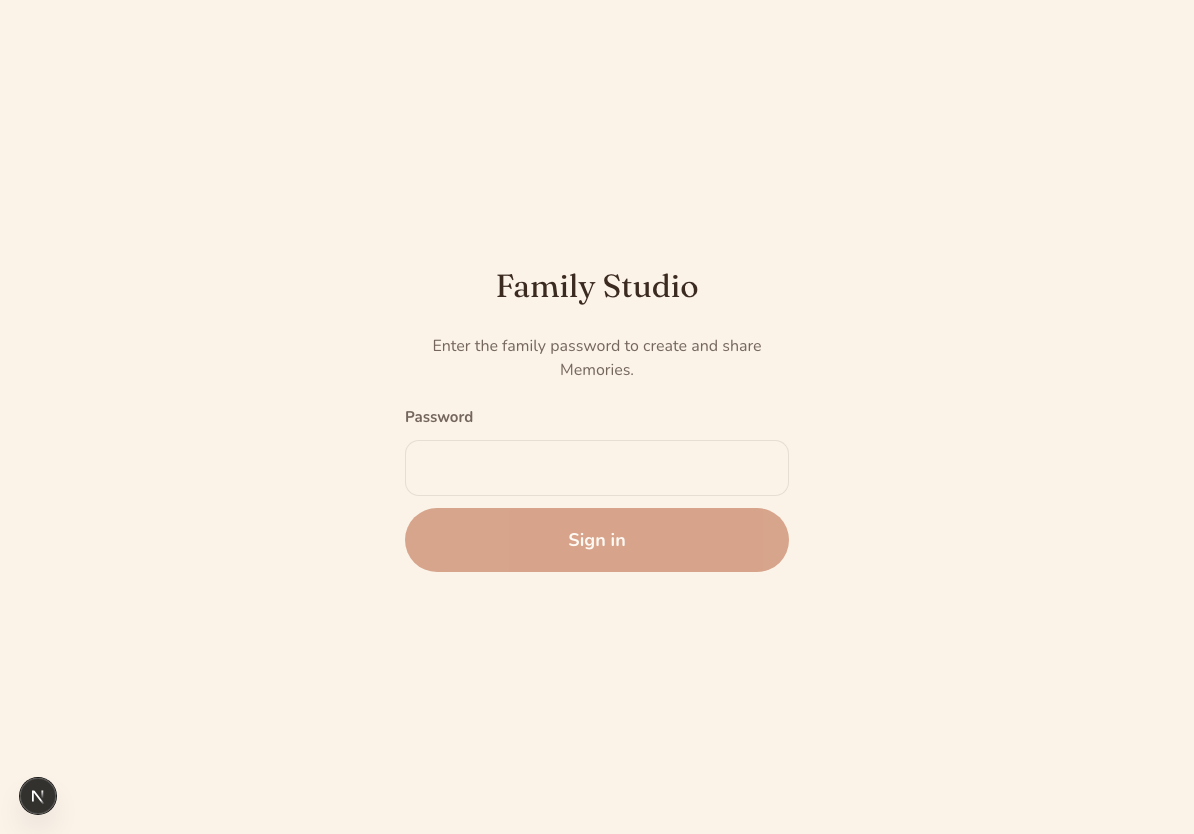 Family Studio
Enter the family password to create and share
Memories.
Password
Sign in
N